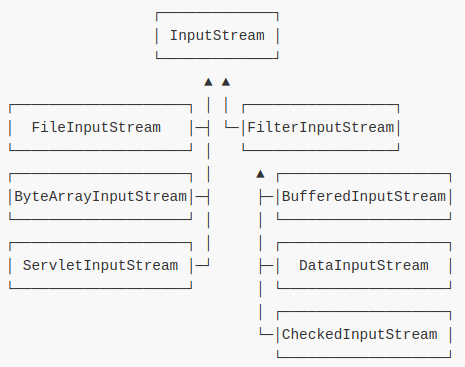 InputStream
FileInputStream FilterInputStream
ByteArrayInputStream BufferedInputStream
ServletInputStream DataInputStream
CheckedInputStream